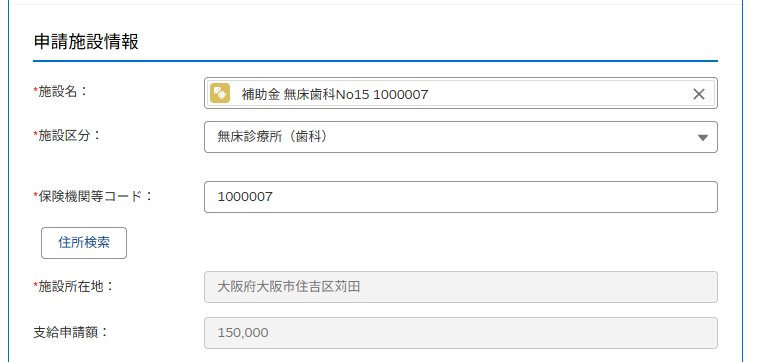 申請施設情報
*施設名：
補助金 無床歯科No15 1000007
*施設区分：
無床診療所（歯科）
*保険機関等コード：
1000007
住所検索
*施設所在地：
大阪府大阪市住吉区苅田
支給申請額：
150,000